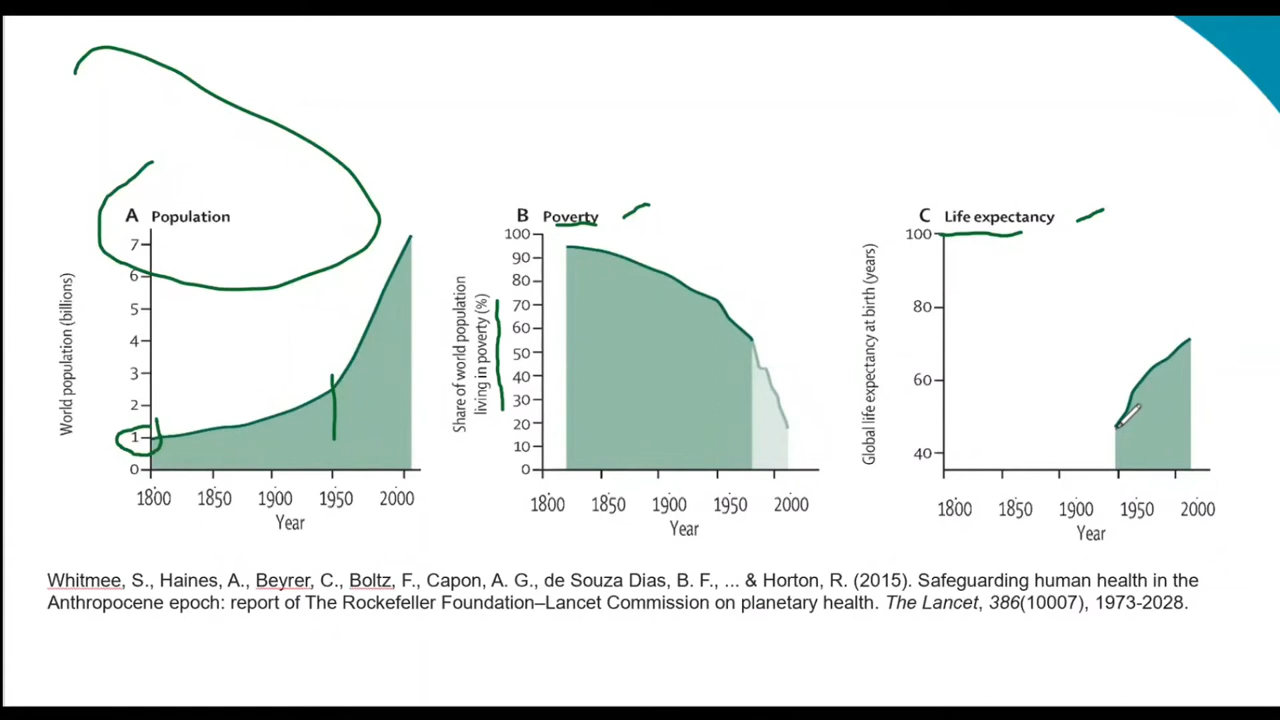 A Population
World population (billions)
7
6
5
4
3
2
1
0
1800 1850 1900 1950 2000
Year
B Poverty
Share of world population
living in poverty (%)
100
90
80
70
60
50
40
30
20
10
0
1800 1850 1900 1950 2000
Year
C Life expectancy
Global life expectancy at birth (years)
100
80
60
40
1800 1850 1900 1950 2000
Year
Whitmee, S., Haines, A., Beyrer, C., Boltz, F., Capon, A. G., de Souza Dias, B. F., ... & Horton, R. (2015). Safeguarding human health in the
Anthropocene epoch: report of The Rockefeller Foundation–Lancet Commission on planetary health. The Lancet, 386(10007), 1973-2028.